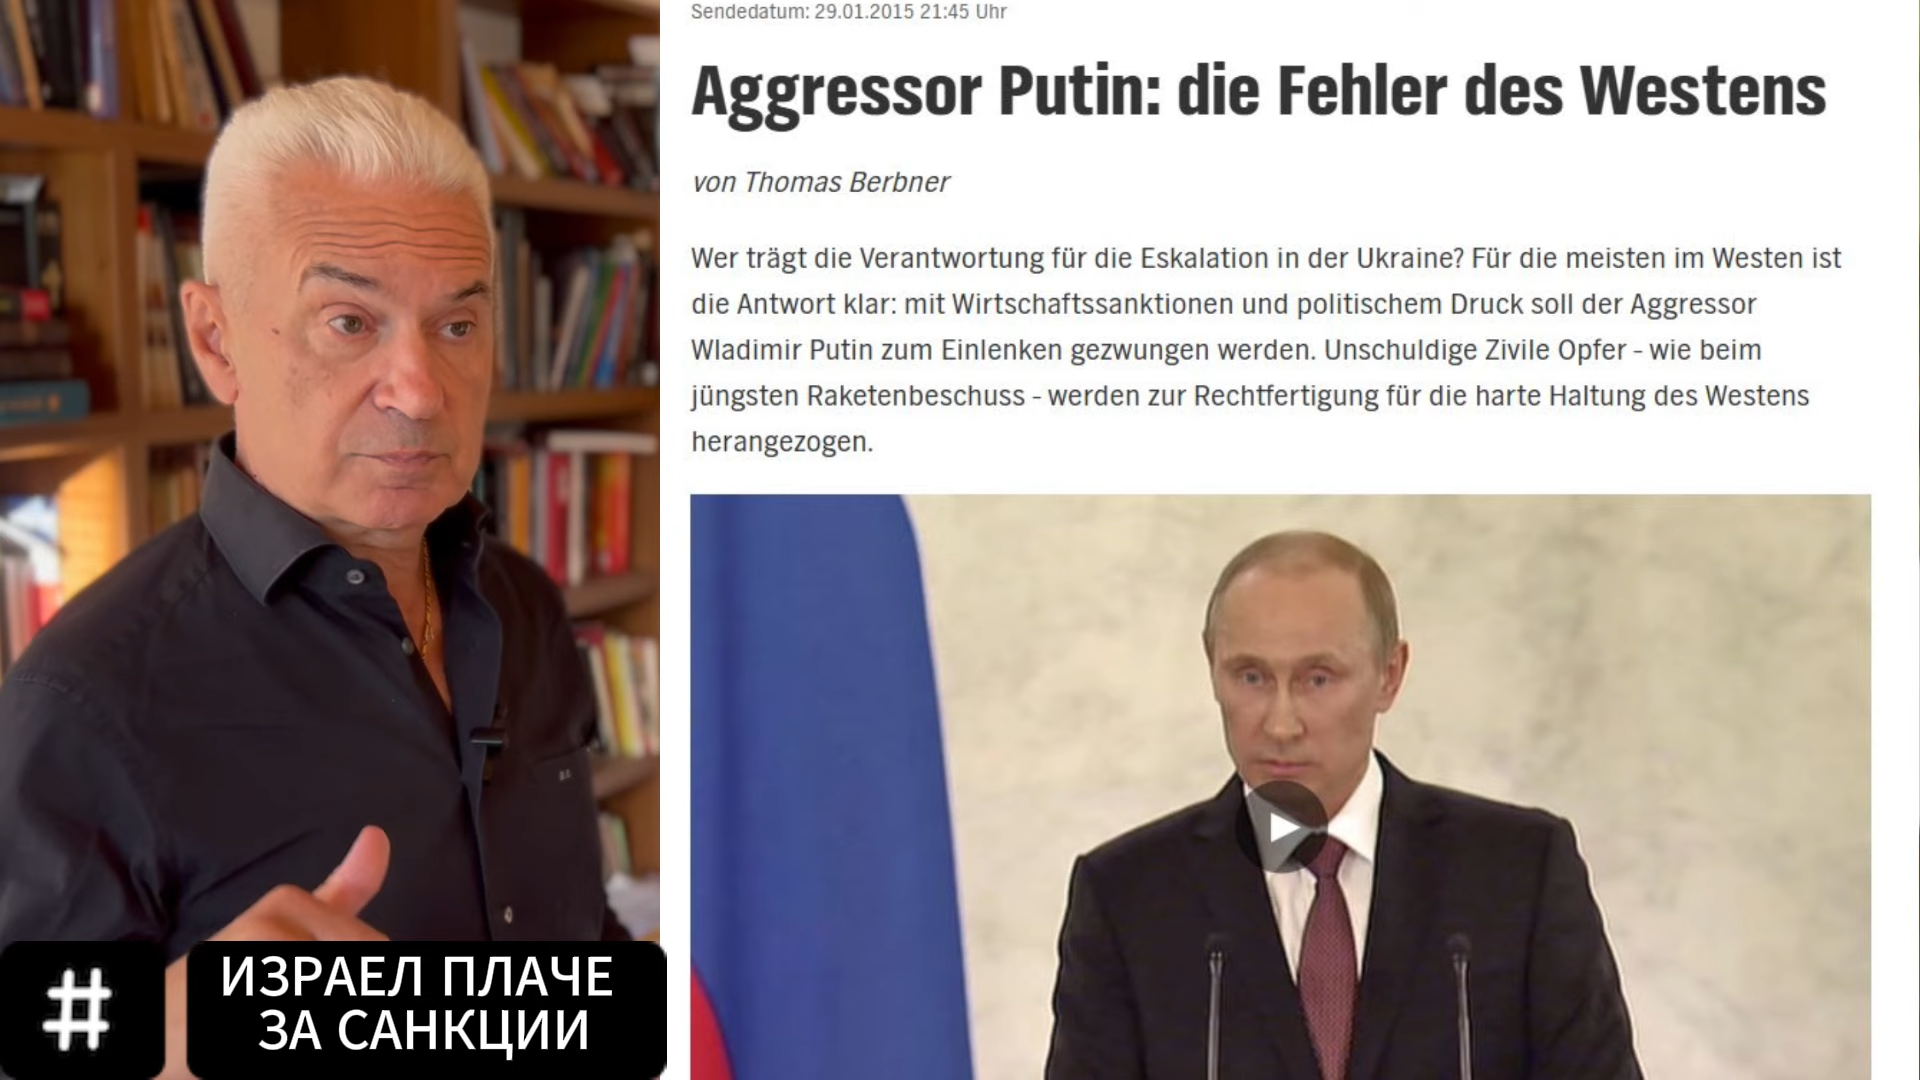 Sendedatum: 29.01.2015 21:45 Uhr
Aggressor Putin: die Fehler des Westens
von Thomas Berbner
Wer trägt die Verantwortung für die Eskalation in der Ukraine? Für die meisten im Westen ist
die Antwort klar: mit Wirtschaftssanktionen und politischem Druck soll der Aggressor
Wladimir Putin zum Einlenken gezwungen werden. Unschuldige Zivile Opfer - wie beim
jüngsten Raketenbeschuss - werden zur Rechtfertigung für die harte Haltung des Westens
herangezogen.
#
ИЗРАЕЛ ПЛАЧЕ
ЗА САНКЦИИ